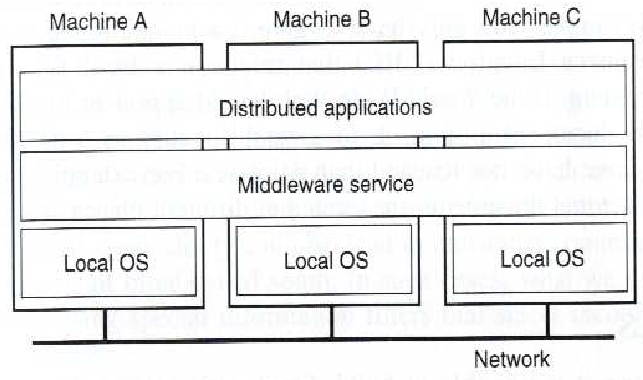 Machine A Machine B Machine C
Distributed applications
Middleware service
Local OS Local OS Local OS
Network